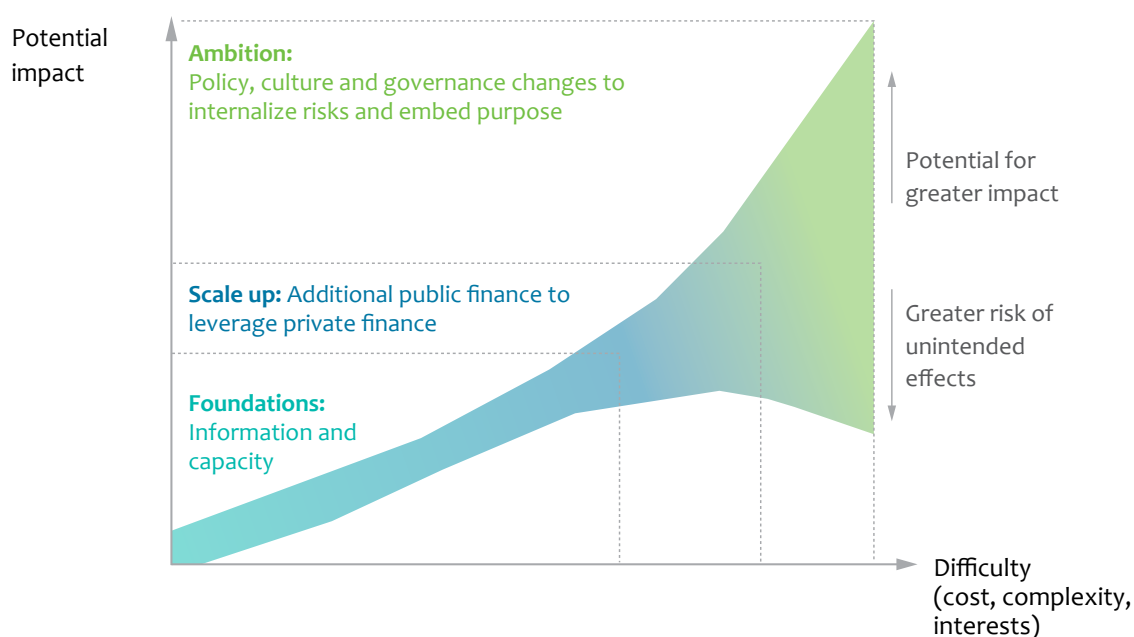 Potential
impact
Ambition:
Policy, culture and governance changes to
internalize risks and embed purpose
Potential for
greater impact
Scale up: Additional public finance to
leverage private finance
Greater risk of
unintended
effects
Foundations:
Information and
capacity
Difficulty
(cost, complexity,
interests)